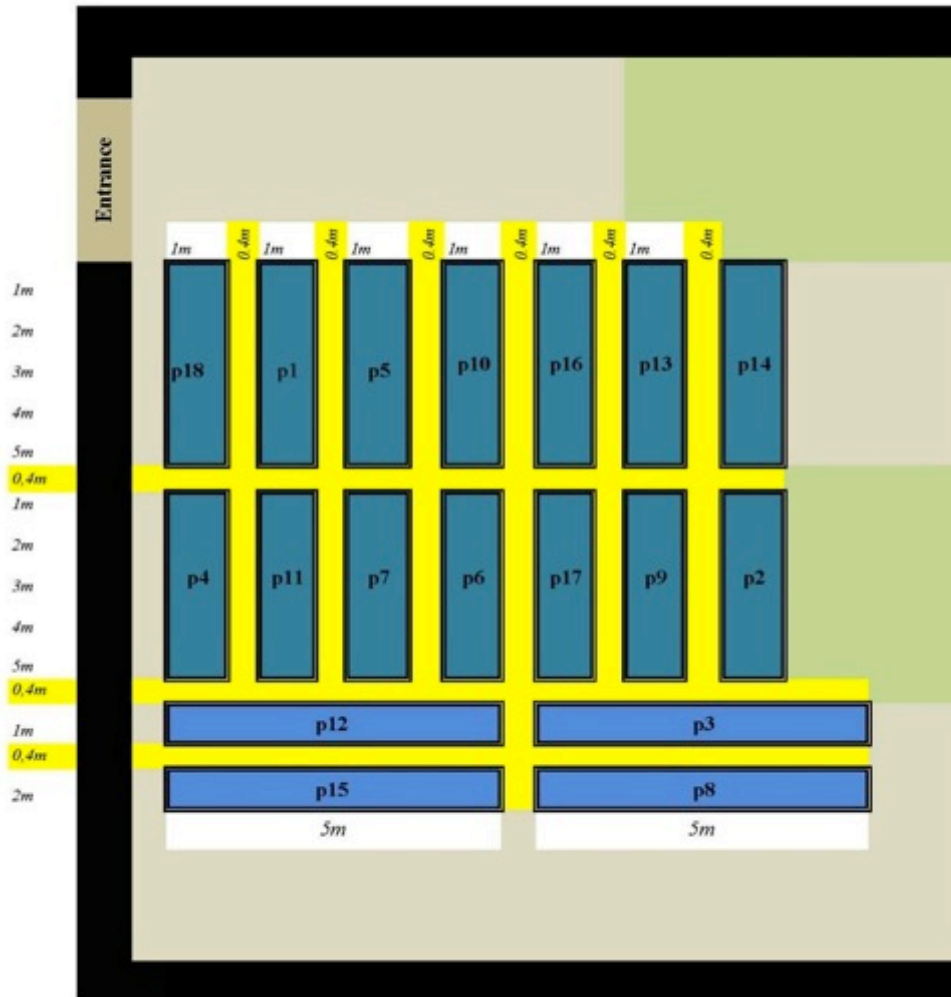 Entrance
1m 0,4m 1m 0,4m 1m 0,4m 1m 0,4m 1m 0,4m 1m 0,4m
1m
2m
p18 p1 p5 p10 p16 p13 p14
3m
4m
5m
0,4m
1m
2m
p4 p11 p7 p6 p17 p9 p2
3m
4m
5m
0,4m
p12 p3
1m
0,4m
p15 p8
2m
5m 5m